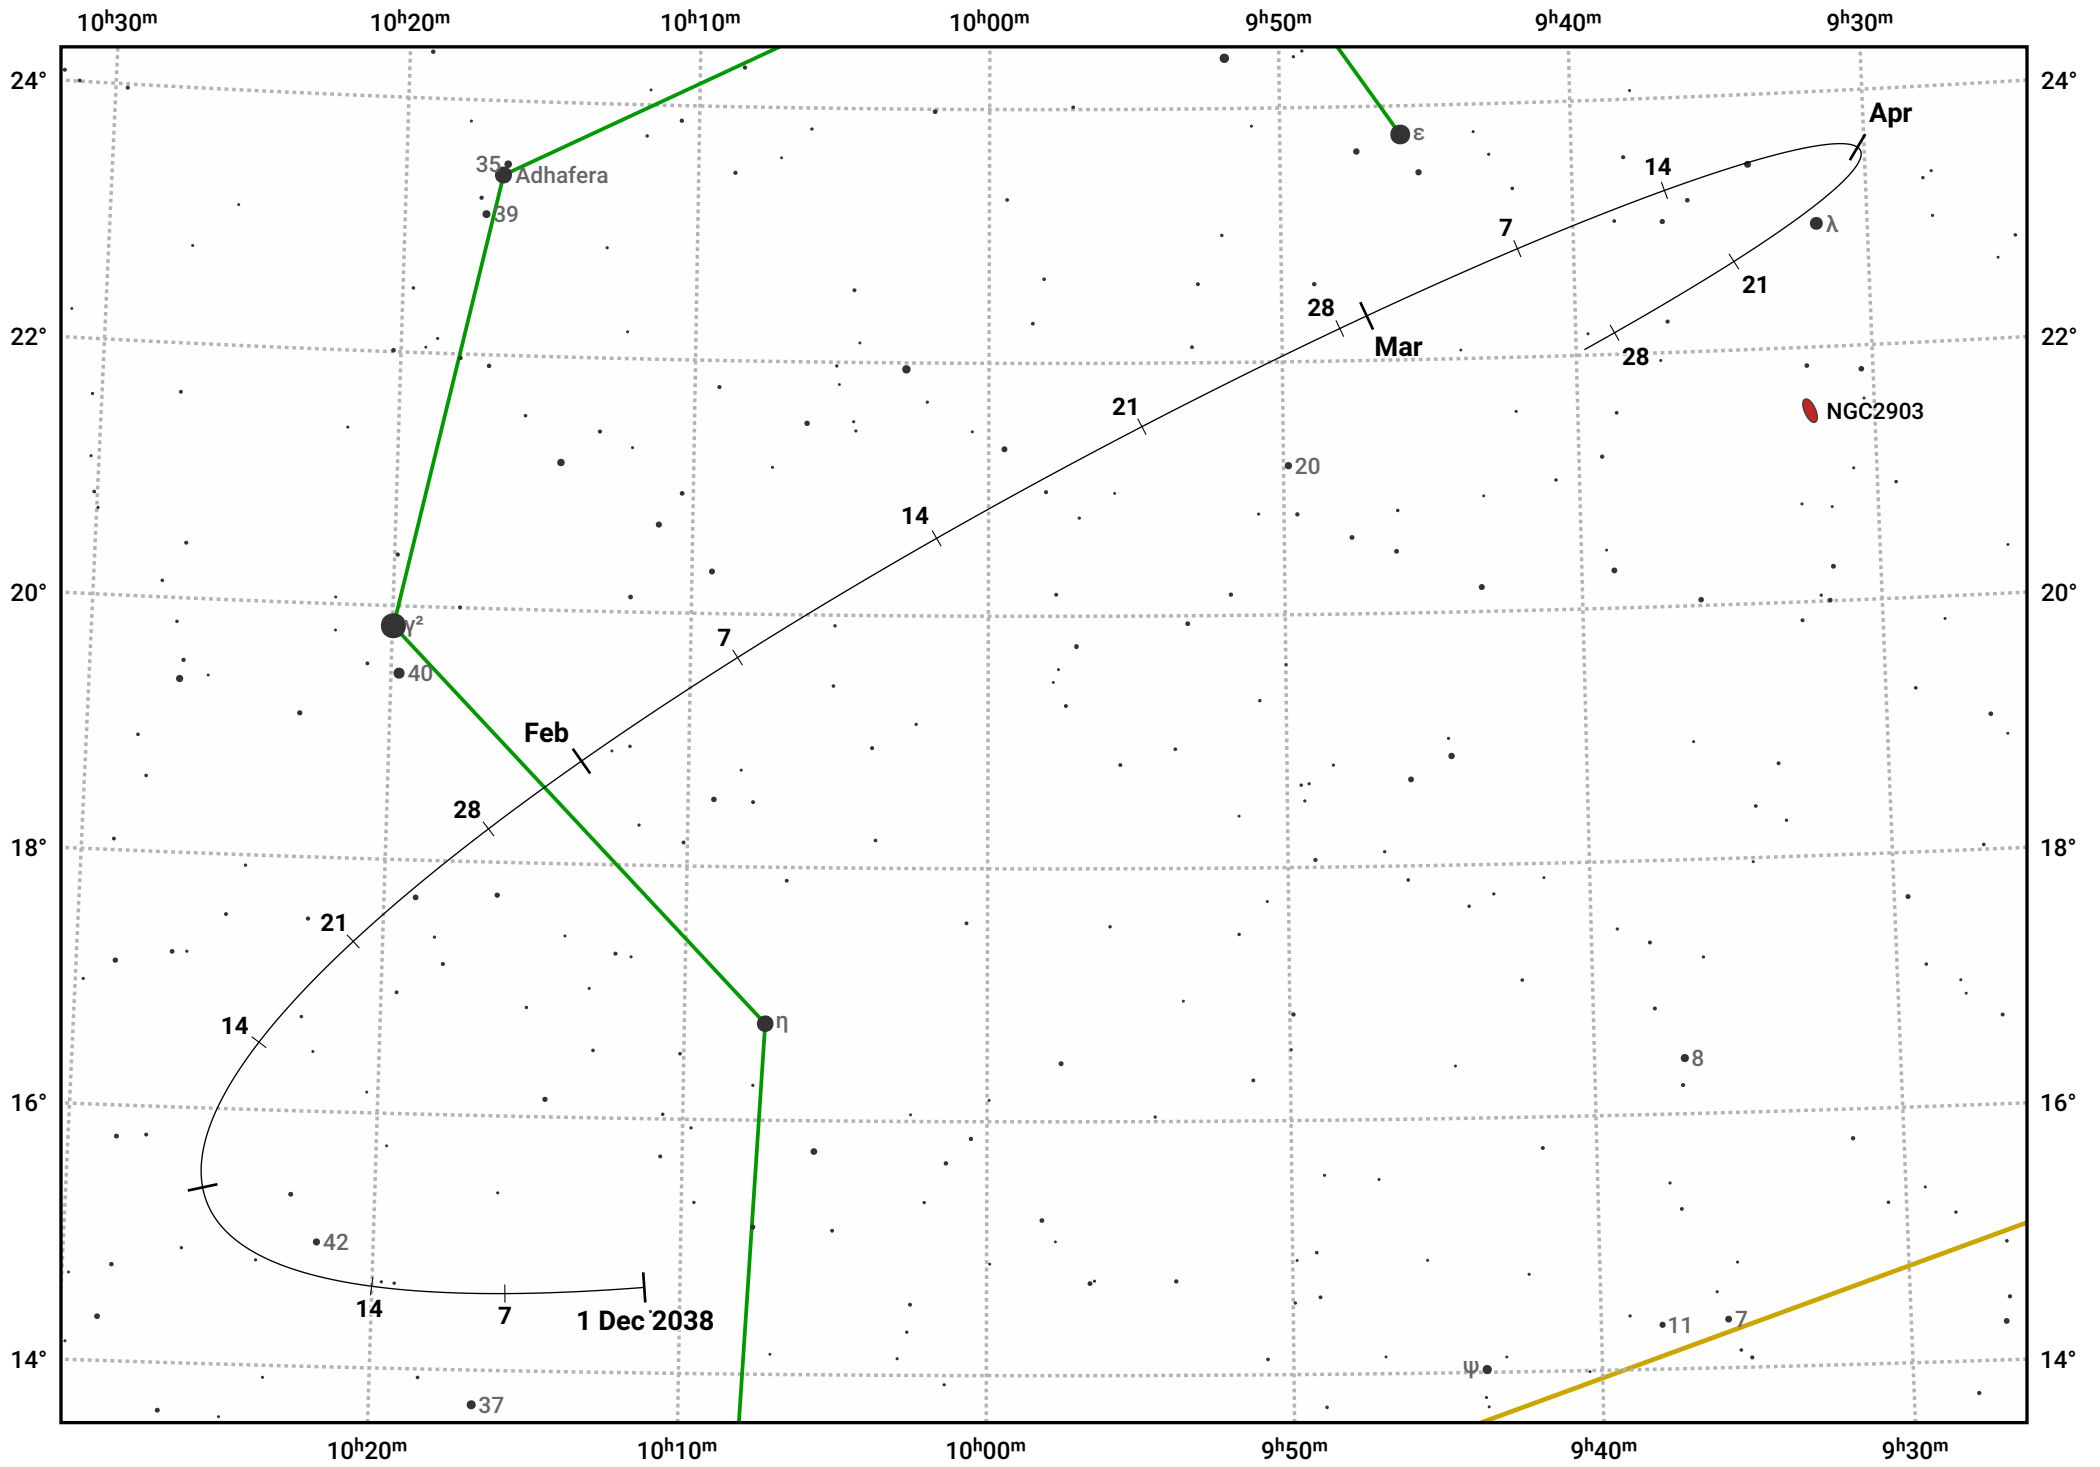 10ʰ30ᵐ 10ʰ20ᵐ 10ʰ10ᵐ 10ʰ00ᵐ 9ʰ50ᵐ 9ʰ40ᵐ 9ʰ30ᵐ
24° 24°
Apr
ε
35
Adhafera
14
39
7
λ
21
28
22° 22°
Mar
28
21
NGC2903
20
14
20° 20°
γ²
7
40
Feb
28
18° 18°
21
14
η
8
16° 16°
42
14
7
1 Dec 2038
11
7
14° 14°
ψ
37
10ʰ20ᵐ 10ʰ10ᵐ 10ʰ00ᵐ 9ʰ50ᵐ 9ʰ40ᵐ 9ʰ30ᵐ